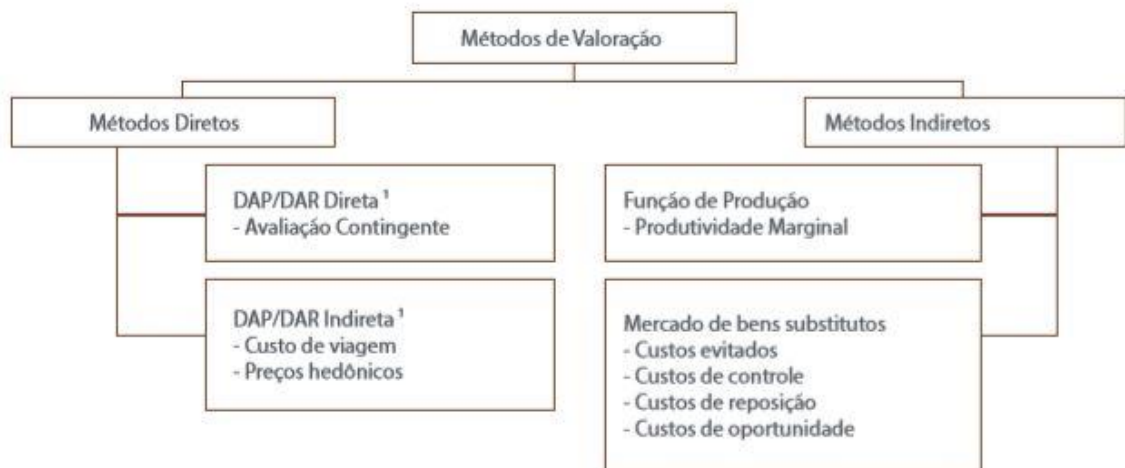 Métodos de Valoração
Métodos Diretos
DAP/DAR Direta ¹
- Avaliação Contingente
DAP/DAR Indireta ¹
- Custo de viagem
- Preços hedônicos
Métodos Indiretos
Função de Produção
- Produtividade Marginal
Mercado de bens substitutos
- Custos evitados
- Custos de controle
- Custos de reposição
- Custos de oportunidade